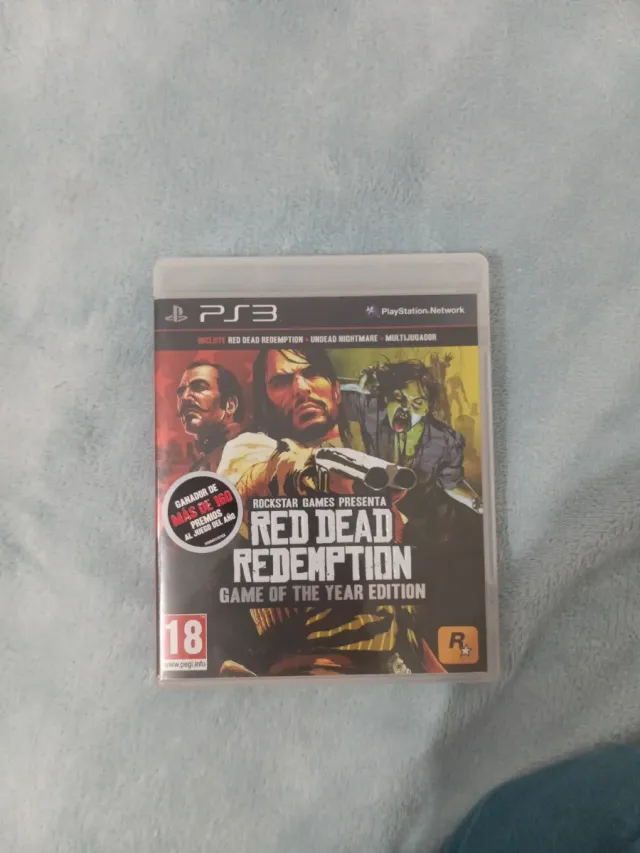 PS3
PlayStation Network
INCLUYE RED DEAD REDEMPTION - UNDEAD NIGHTMARE - MULTIJUGADOR
GANADOR DE
MÁS DE 160
PREMIOS
AL JUEGO DEL AÑO
ROCKSTAR GAMES PRESENTA
RED DEAD
REDEMPTION
GAME OF THE YEAR EDITION
18
www.pegi.info
R